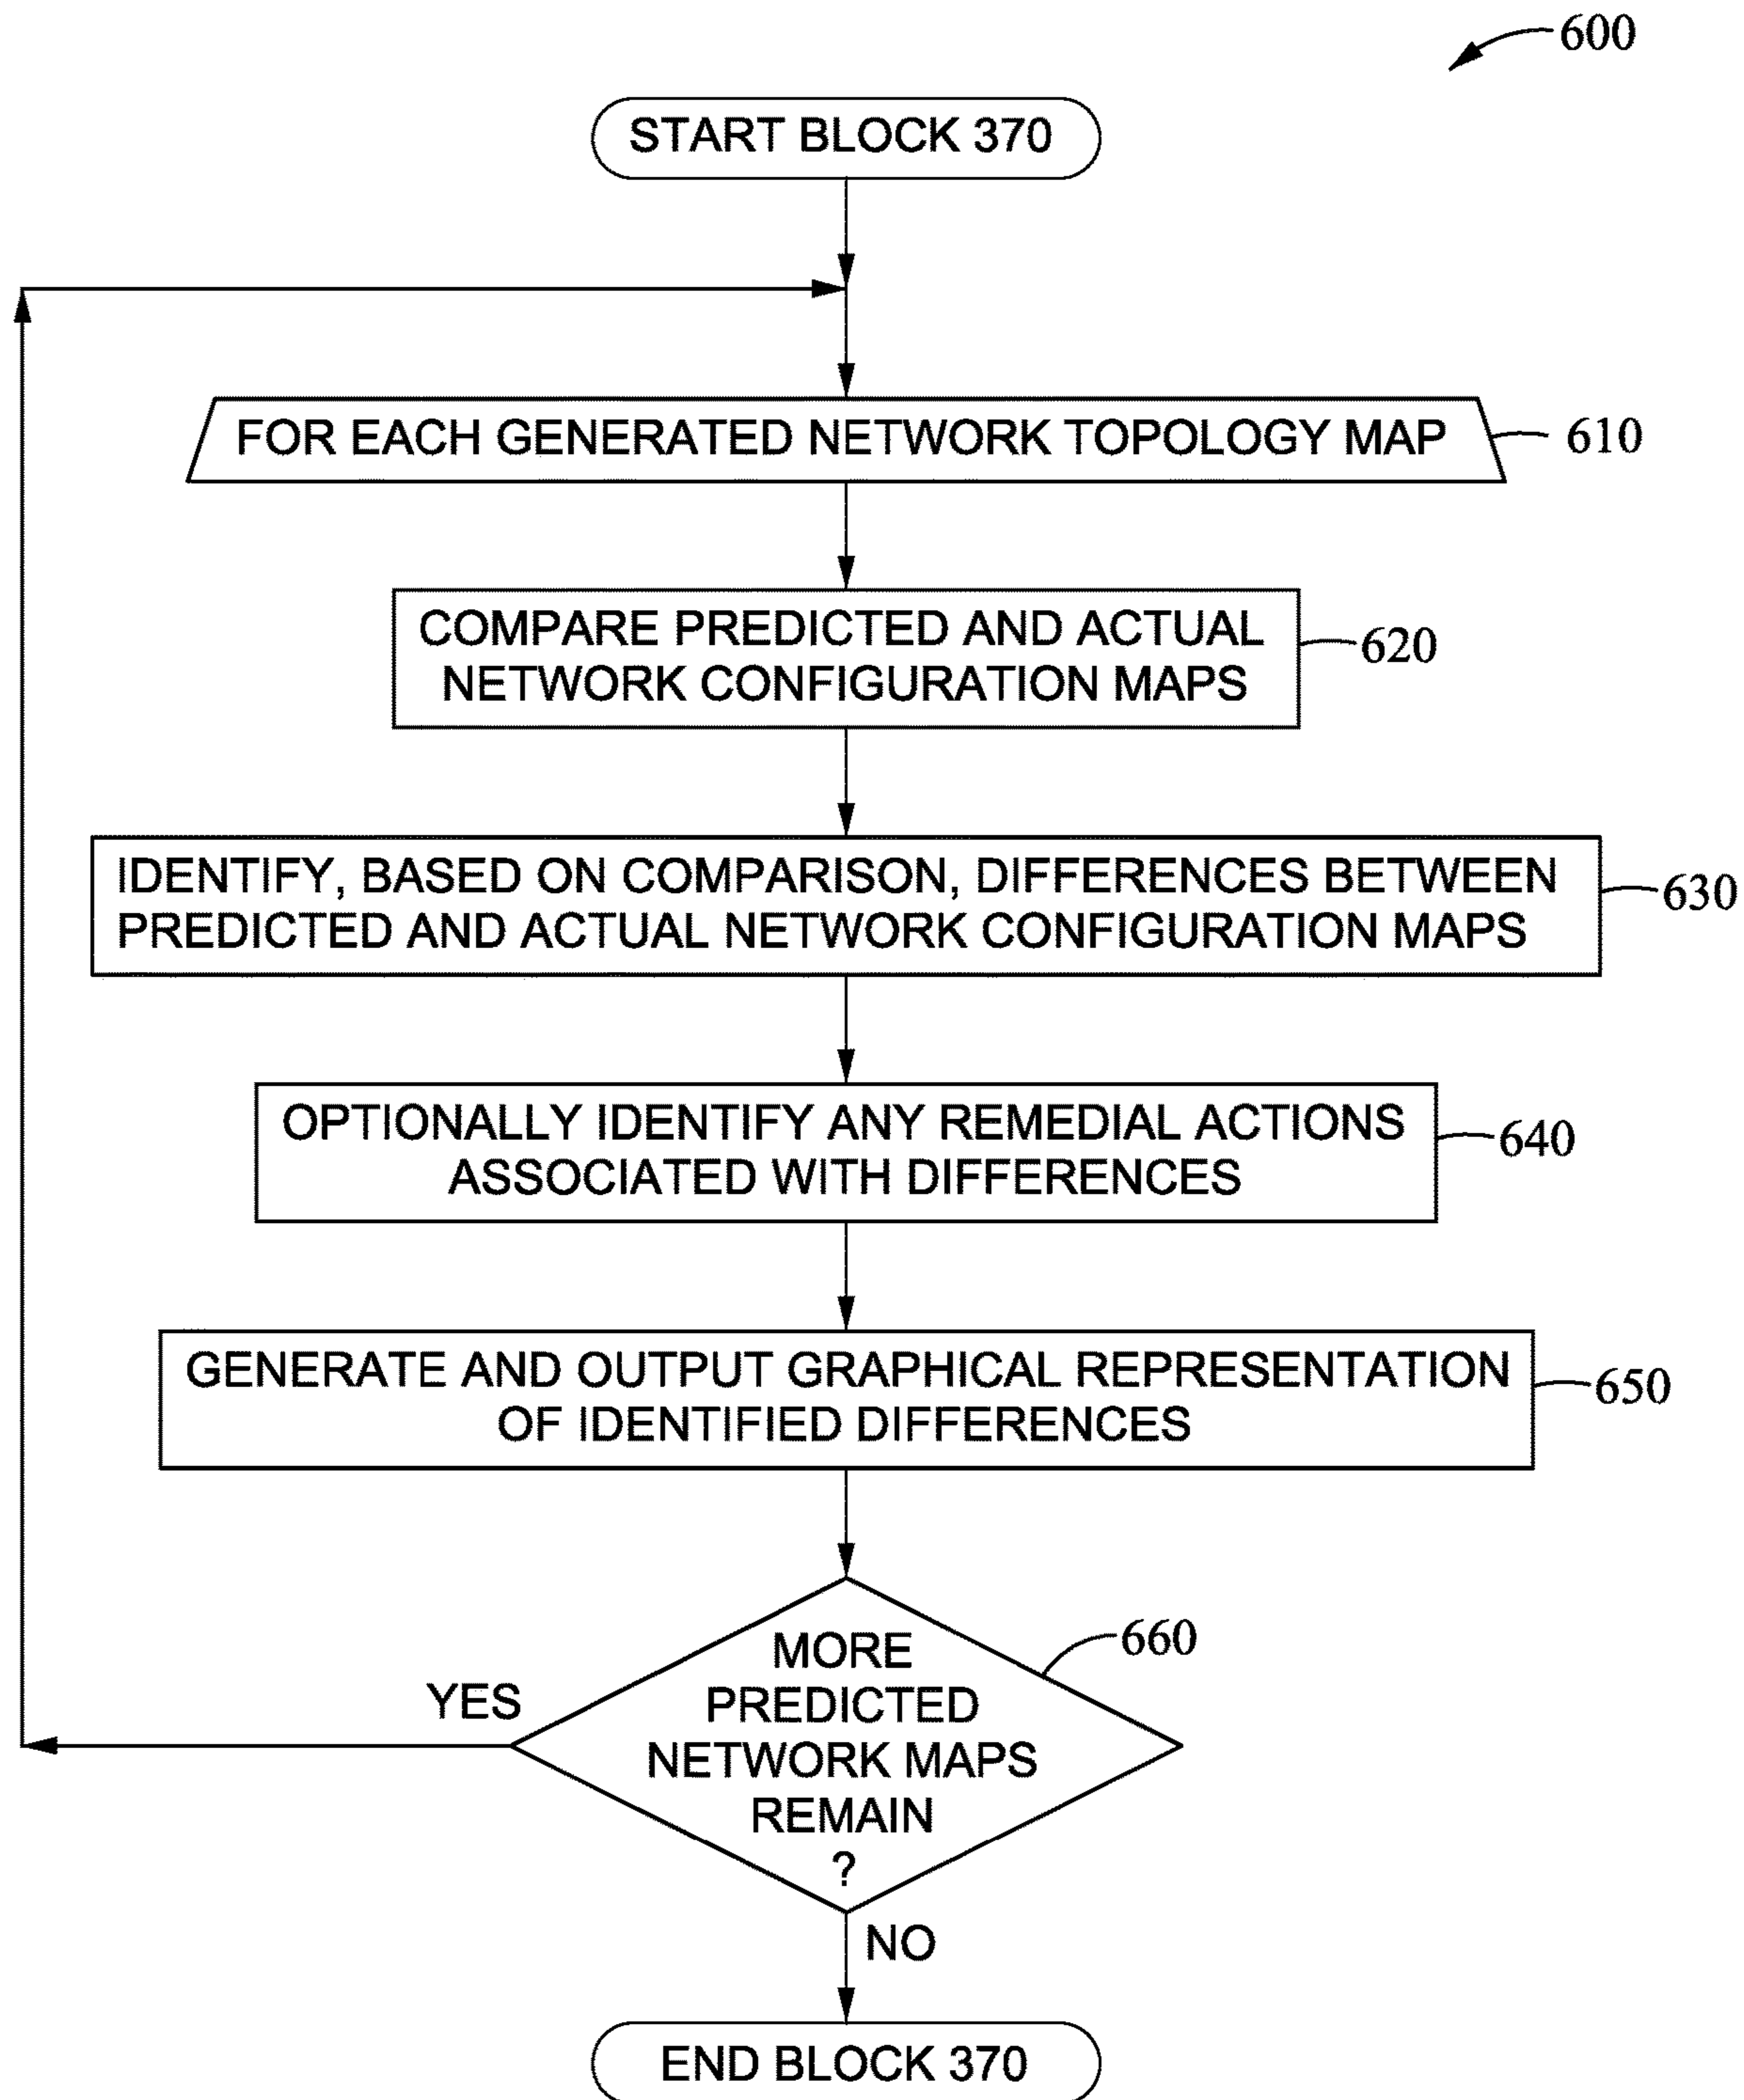 600
START BLOCK 370
FOR EACH GENERATED NETWORK TOPOLOGY MAP
610
COMPARE PREDICTED AND ACTUAL
NETWORK CONFIGURATION MAPS
620
IDENTIFY, BASED ON COMPARISON, DIFFERENCES BETWEEN
PREDICTED AND ACTUAL NETWORK CONFIGURATION MAPS
630
OPTIONALLY IDENTIFY ANY REMEDIAL ACTIONS
ASSOCIATED WITH DIFFERENCES
640
GENERATE AND OUTPUT GRAPHICAL REPRESENTATION
OF IDENTIFIED DIFFERENCES
650
MORE
PREDICTED
NETWORK MAPS
REMAIN
?
660
YES
NO
END BLOCK 370